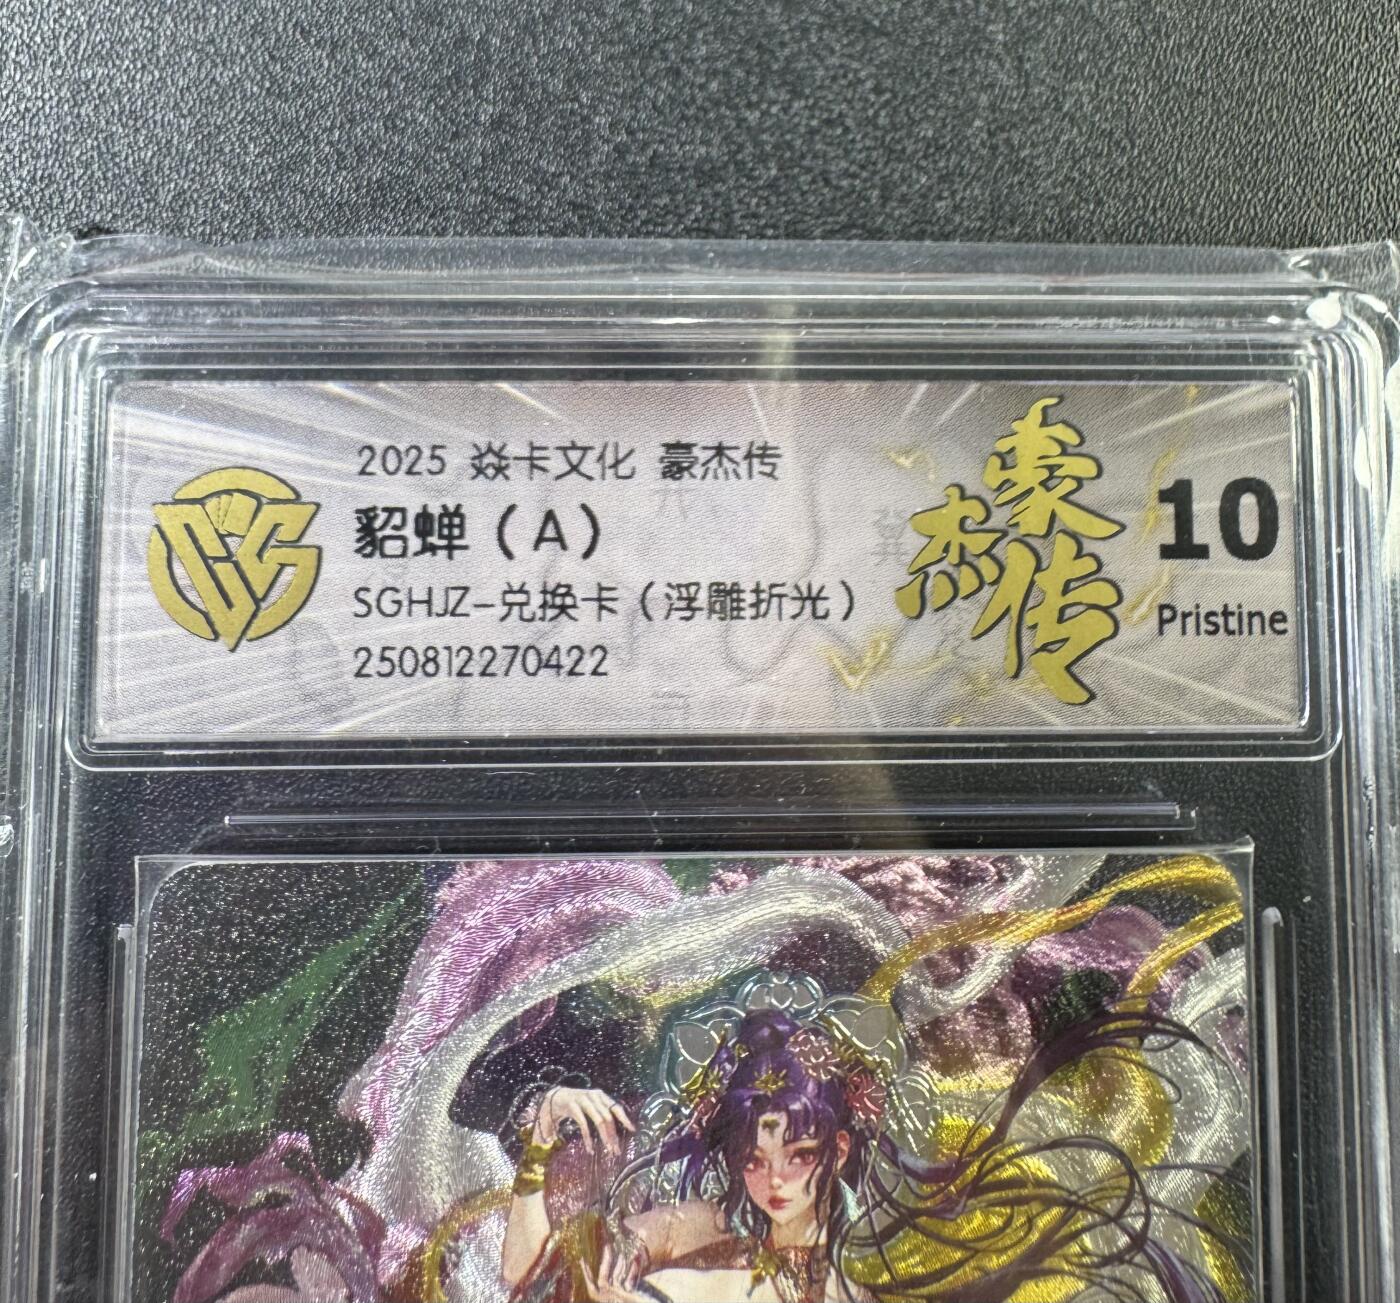 2025 焱卡文化 豪杰传
貂蝉（A）
SGHJZ-兑换卡（浮雕折光）
250812270422
豪杰传
10
Pristine